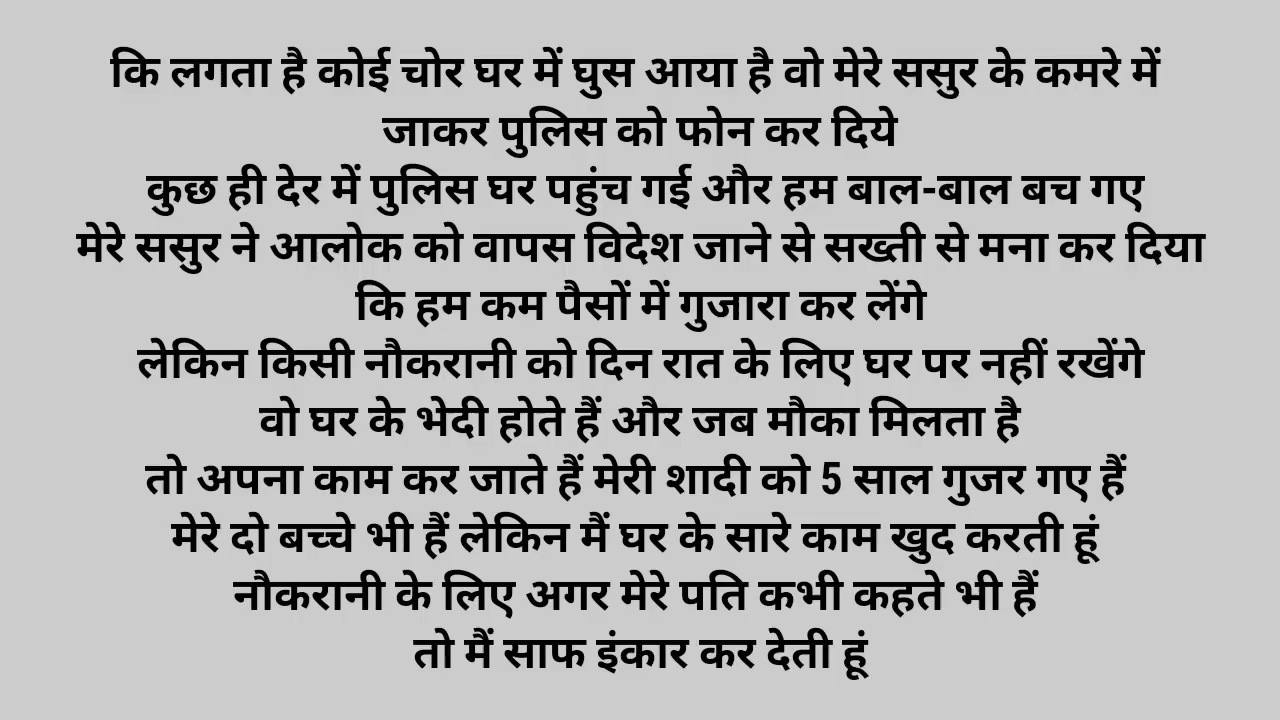 कि लगता है कोई चोर घर में घुस आया है वो मेरे ससुर के कमरे में
जाकर पुलिस को फोन कर दिये
कुछ ही देर में पुलिस घर पहुंच गई और हम बाल-बाल बच गए
मेरे ससुर ने आलोक को वापस विदेश जाने से सख्ती से मना कर दिया
कि हम कम पैसों में गुजारा कर लेंगे
लेकिन किसी नौकरानी को दिन रात के लिए घर पर नहीं रखेंगे
वो घर के भेदी होते हैं और जब मौका मिलता है
तो अपना काम कर जाते हैं मेरी शादी को 5 साल गुजर गए हैं
मेरे दो बच्चे भी हैं लेकिन मैं घर के सारे काम खुद करती हूं
नौकरानी के लिए अगर मेरे पति कभी कहते भी हैं
तो मैं साफ इंकार कर देती हूं